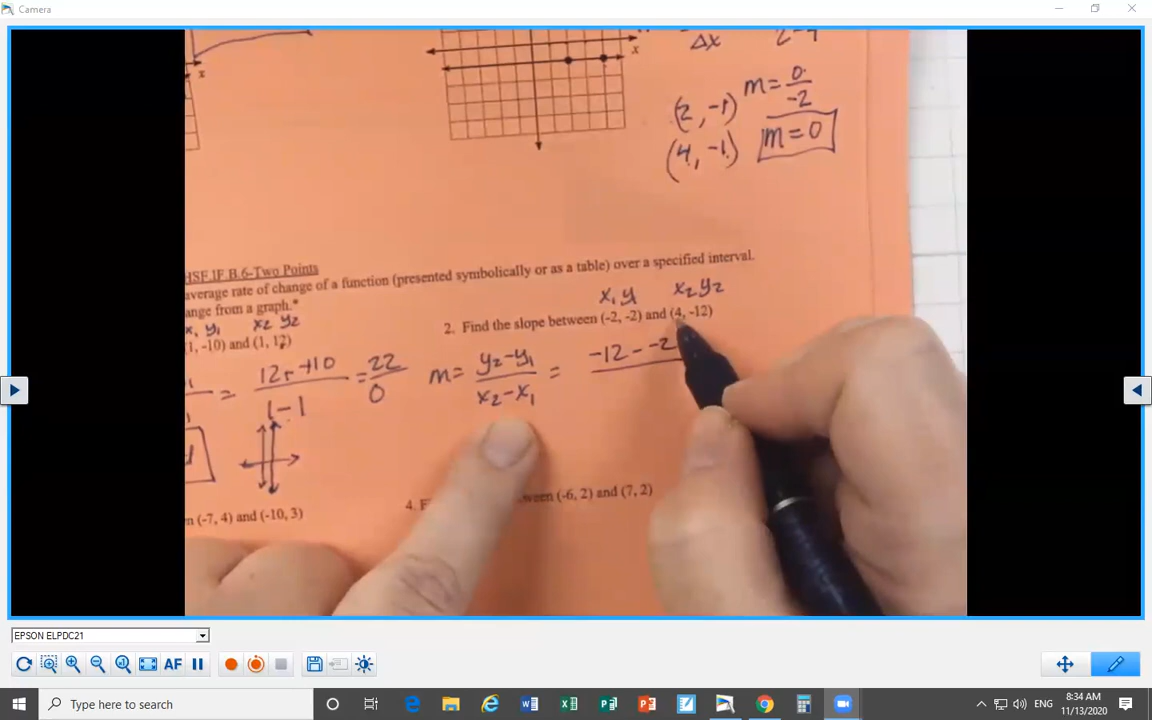 Camera
x
x
Δx
2-4
m = 0/-2
(2, -1)
(4, -1)
m=0
HSF IF B.6-Two Points
average rate of change of a function (presented symbolically or as a table) over a specified interval.
ange from a graph.*
x, y1 x2 y2
(1, -10) and (1, 12)
= 12+10 / 1-1 = 22/0
x1 y x2 y2
2. Find the slope between (-2, -2) and (4, -12)
m = y2-y1 / x2-x1 = -12 - -2
n (-7, 4) and (-10, 3)
4. F ween (-6, 2) and (7, 2)
EPSON ELPDC21
AF
Type here to search
ENG
8:34 AM
11/13/2020